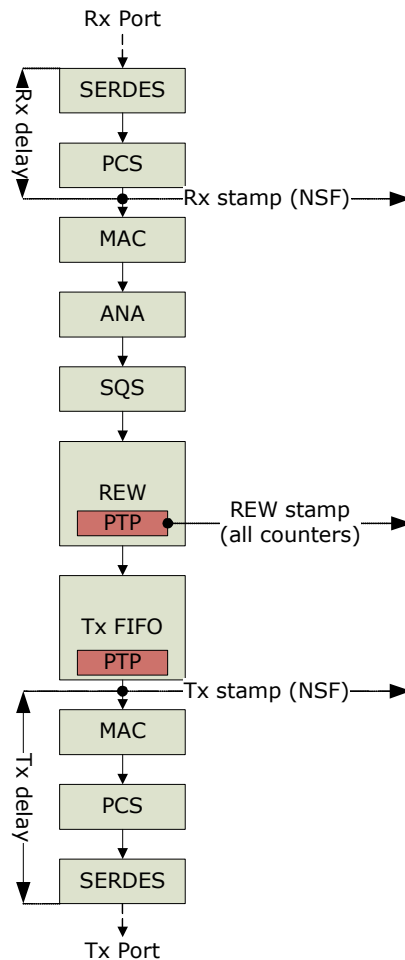 Rx Port
SERDES
Rx delay
PCS
Rx stamp (NSF)
MAC
ANA
SQS
REW
PTP
REW stamp
(all counters)
Tx FIFO
PTP
Tx stamp (NSF)
MAC
Tx delay
PCS
SERDES
Tx Port